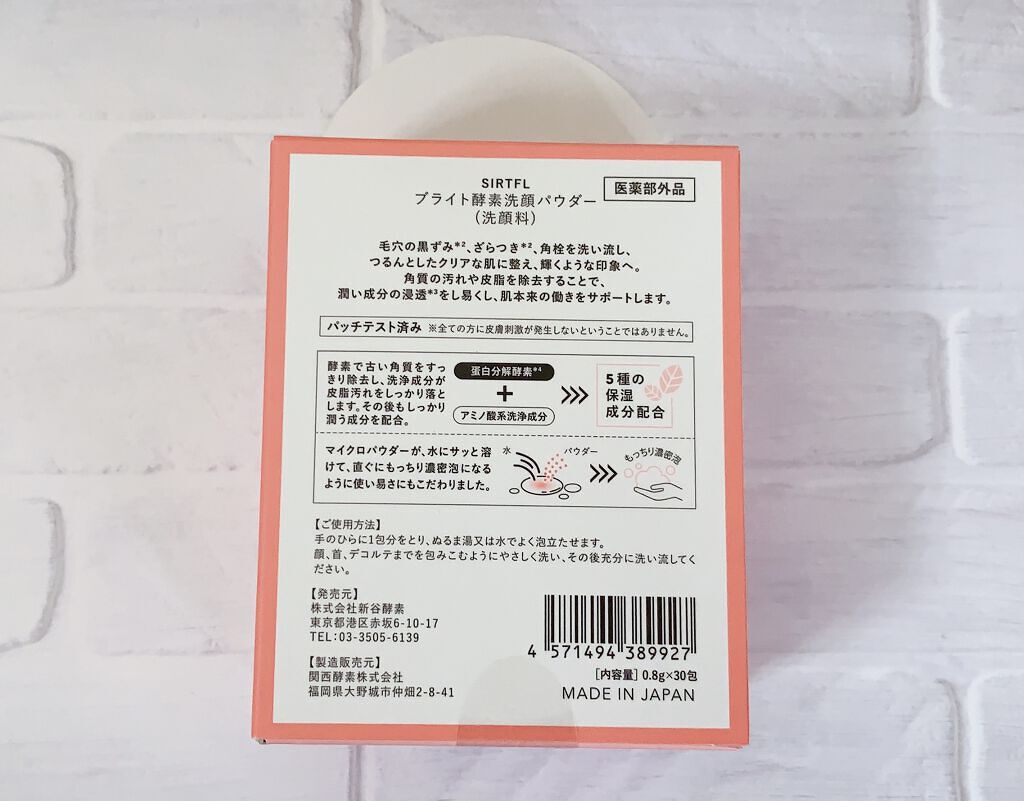 SIRTFL
ブライト酵素洗顔パウダー
(洗顔料)
医薬部外品
毛穴の黒ずみ*²、ざらつき*²、角栓を洗い流し、
つるんとしたクリアな肌に整え、輝くような印象へ。
角質の汚れや皮脂を除去することで、
潤い成分の浸透*³をし易くし、肌本来の働きをサポートします。
パッチテスト済み ※全ての方に皮膚刺激が発生しないということではありません。
酵素で古い角質をすっ
きり除去し、洗浄成分が
皮脂汚れをしっかり落と
します。その後もしっかり
潤う成分を配合。
蛋白分解酵素*⁴
+
アミノ酸系洗浄成分
5種の
保湿
成分配合
マイクロパウダーが、水にサッと溶
けて、直ぐにもっちり濃密泡になる
ように使い易さにもこだわりました。
水
パウダー
もっちり濃密泡
【ご使用方法】
手のひらに1包分をとり、ぬるま湯又は水でよく泡立たせます。
顔、首、デコルテまでを包みこむようにやさしく洗い、その後充分に洗い流してく
ださい。
【発売元】
株式会社新谷酵素
東京都港区赤坂6-10-17
TEL:03-3505-6139
【製造販売元】
関西酵素株式会社
福岡県大野城市仲畑2-8-41
4 571494 389927
[内容量] 0.8g×30包
MADE IN JAPAN